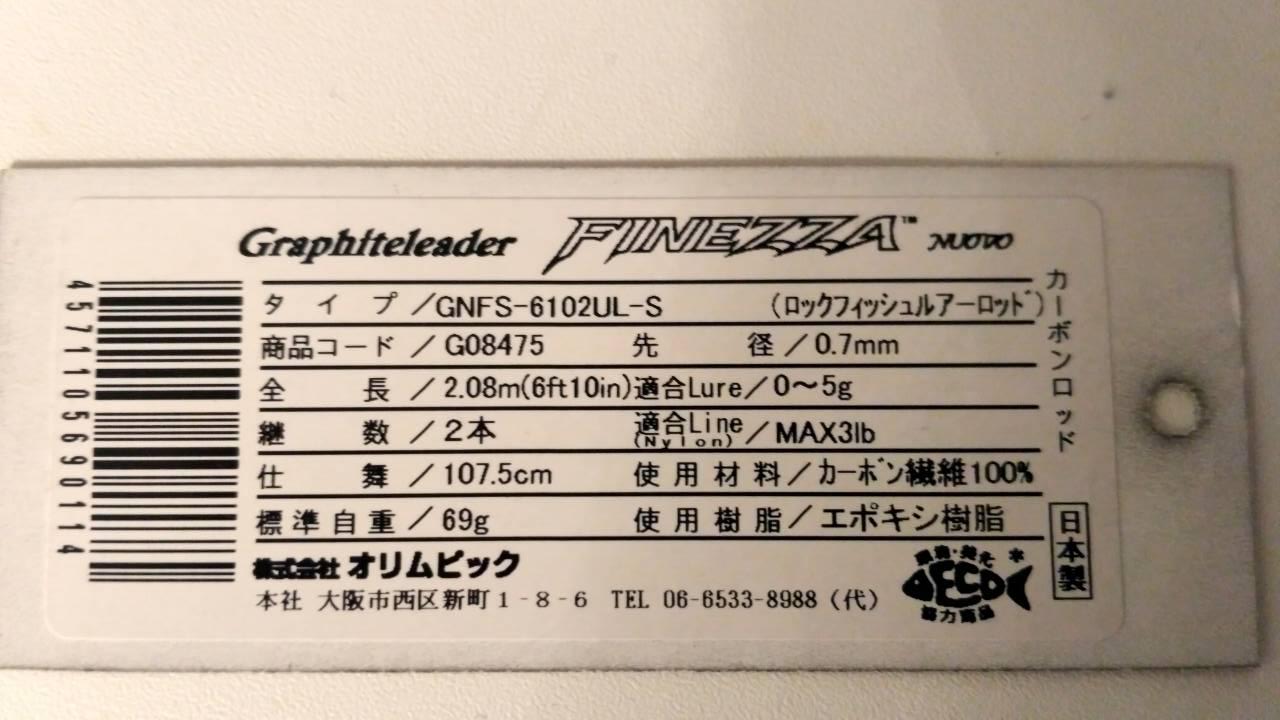 Graphiteleader FINEZZA™ NUOVO
タイプ／GNFS-6102UL-S （ロックフィッシュルアーロッド）
商品コード／G08475 先径／0.7mm
全長／2.08m(6ft10in) 適合Lure／0〜5g
継数／2本 適合Line(Nylon)／MAX3lb
仕舞／107.5cm 使用材料／カーボン繊維100%
標準自重／69g 使用樹脂／エポキシ樹脂
株式会社 オリムピック
本社 大阪市西区新町1-8-6 TEL 06-6533-8988（代）
カーボンロッド
日本製
ECO
協力商品
4571105690114